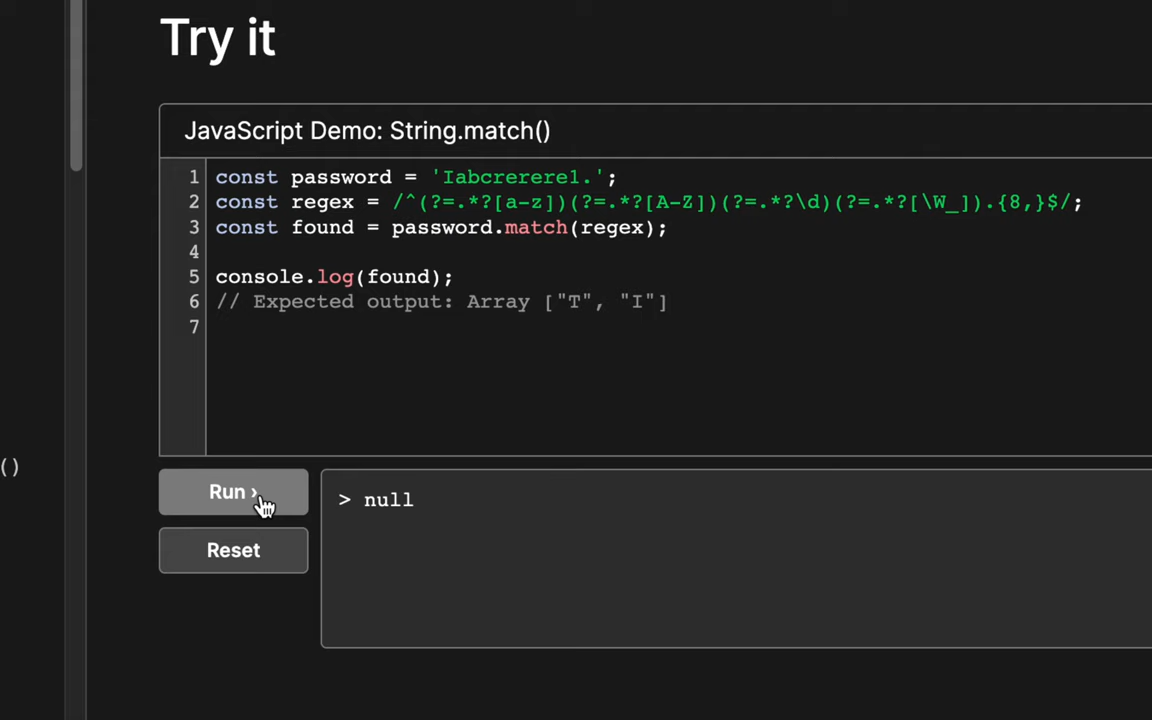 Try it
JavaScript Demo: String.match()
1 const password = 'Iabcrerere1.';
2 const regex = /^(?=.*?[a-z])(?=.*?[A-Z])(?=.*?\d)(?=.*?[\W_]).{8,}$/;
3 const found = password.match(regex);
4
5 console.log(found);
6 // Expected output: Array ["T", "I"]
7
()
Run ›
> null
Reset